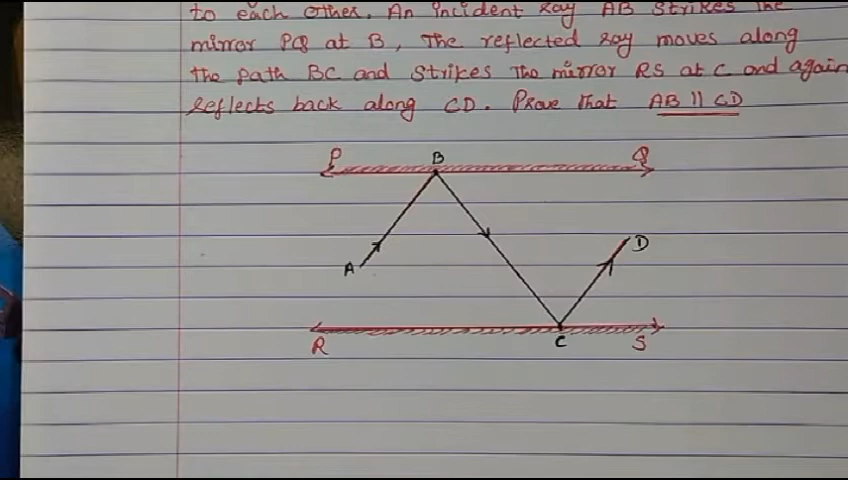 to each other. An incident ray AB strikes the
mirror PQ at B, The reflected ray moves along
the path BC and Strikes The mirror RS at C and again
reflects back along CD. Prove That AB || CD
P B Q
A D
R C S